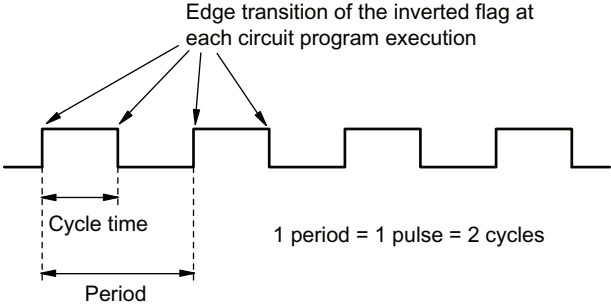 Edge transition of the inverted flag at
each circuit program execution
Cycle time
1 period = 1 pulse = 2 cycles
Period